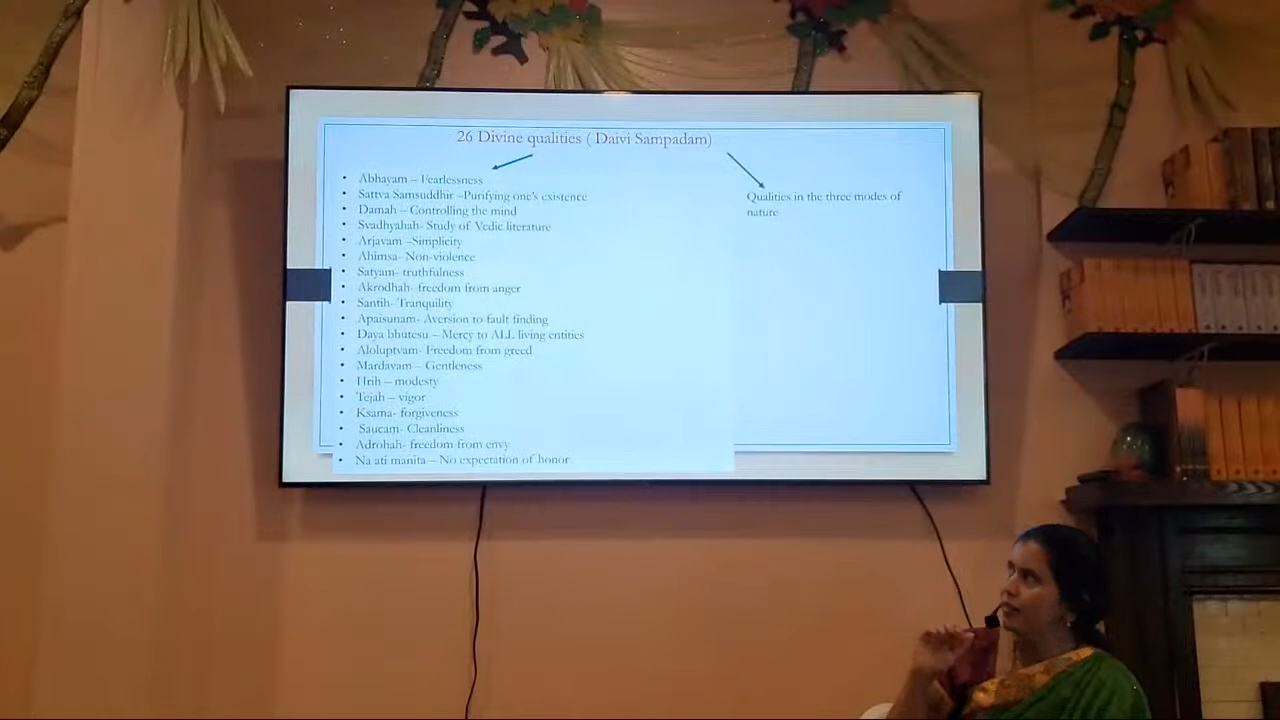 26 Divine qualities ( Daivi Sampadam)
• Abhayam – Fearlessness
• Sattva Samsuddhir –Purifying one's existence
• Damah – Controlling the mind
• Svadhyahah- Study of Vedic literature
• Arjavam –Simplicity
• Ahimsa- Non-violence
• Satyam- truthfulness
• Akrodhah- freedom from anger
• Santih- Tranquility
• Apaisunam- Aversion to fault finding
• Daya bhutesu – Mercy to ALL living entities
• Aloluptvam- Freedom from greed
• Mardavam – Gentleness
• Hrih – modesty
• Tejah – vigor
• Ksama- forgiveness
• Saucam- Cleanliness
• Adrohah- freedom from envy
• Na ati manita – No expectation of honor
Qualities in the three modes of
nature